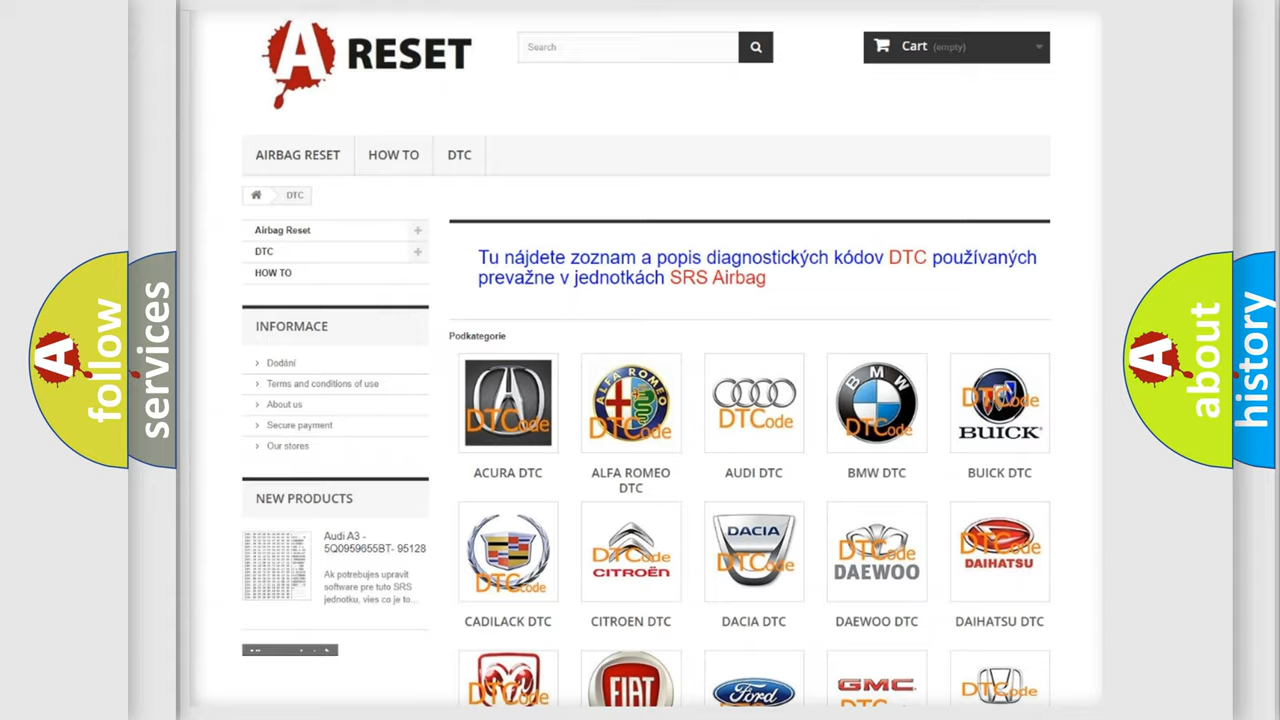 A RESET
Search
Cart (empty)
AIRBAG RESET
HOW TO
DTC
DTC
Airbag Reset
DTC
HOW TO
INFORMACE
Dodání
Terms and conditions of use
About us
Secure payment
Our stores
NEW PRODUCTS
Audi A3 -
5Q0959655BT- 95128
Ak potrebujes upravit
software pre tuto SRS
jednotku, vies co je to...
Tu nájdete zoznam a popis diagnostických kódov DTC používaných
prevažne v jednotkách SRS Airbag
Podkategorie
DTCode
ALFA ROMEO
DTCode
DTCode
BMW
DTCode
DTCode
BUICK
ACURA DTC
ALFA ROMEO
DTC
AUDI DTC
BMW DTC
BUICK DTC
DTCode
DTCode
CITROËN
DACIA
DTCode
DTCode
DAEWOO
DTCode
DAIHATSU
CADILACK DTC
CITROEN DTC
DACIA DTC
DAEWOO DTC
DAIHATSU DTC
DTCode
FIAT
Ford
GMC
DTCode
A follow
services
A about
history